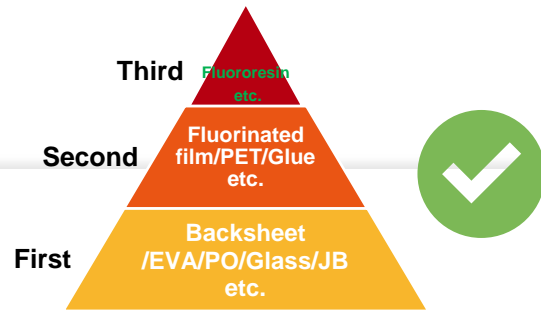 Third
Fluororesin
etc.
Second
Fluorinated
film/PET/Glue
etc.
First
Backsheet
/EVA/PO/Glass/JB
etc.